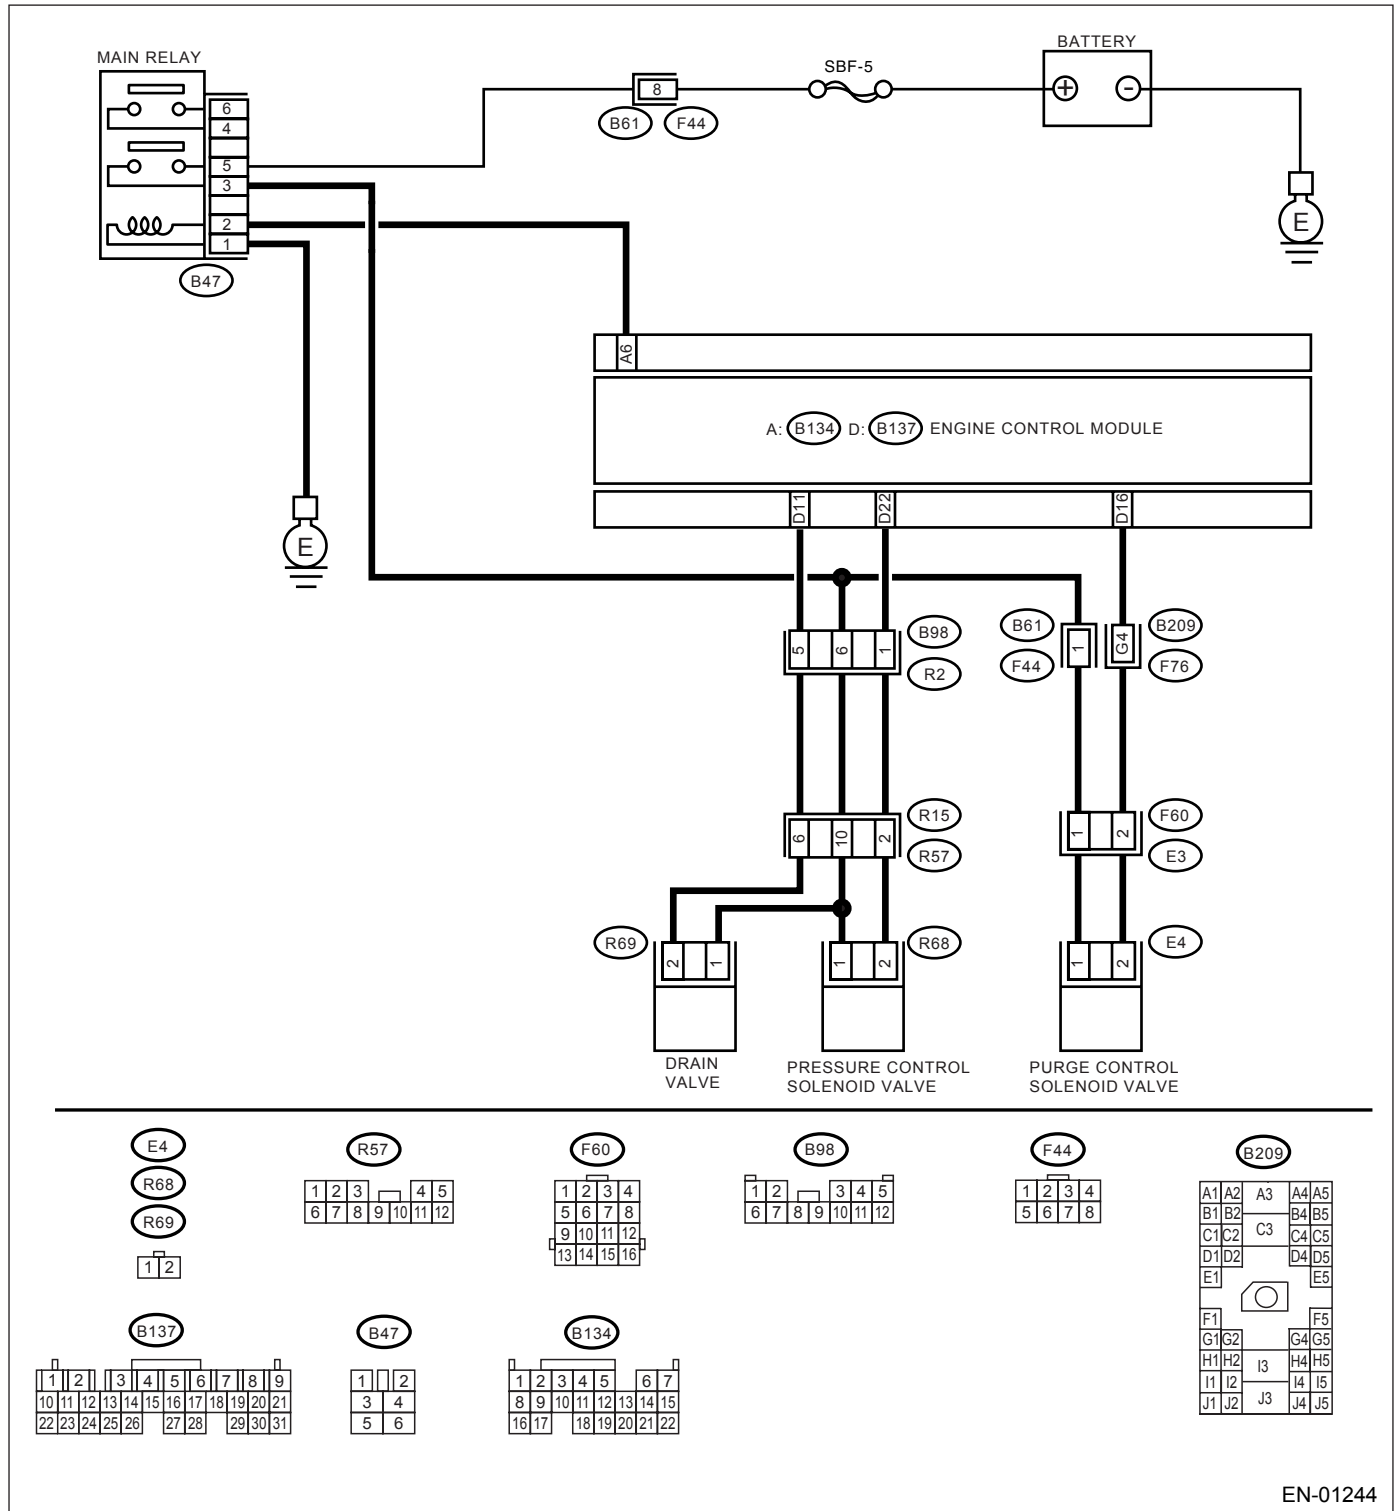 BATTERY
MAIN RELAY
SBF-5
8
+ -
B61 F44
6
4
5
3
2
1
E
B47
A6
A: B134 D: B137 ENGINE CONTROL MODULE
D11 D22 D16
E
B61 B209
B98
5 6 1
1 G4
F44 F76
R2
R15 F60
6 10 2
1 2
R57 E3
R69 R68 E4
2 1 1 2 1 2
DRAIN
VALVE
PRESSURE CONTROL
SOLENOID VALVE
PURGE CONTROL
SOLENOID VALVE
E4
R68
R69
1 2
R57
1 2 3 4 5
6 7 8 9 10 11 12
F60
1 2 3 4
5 6 7 8
9 10 11 12
13 14 15 16
B98
1 2 3 4 5
6 7 8 9 10 11 12
F44
1 2 3 4
5 6 7 8
B209
A1 A2 A3 A4 A5
B1 B2 B4 B5
C1 C2 C3 C4 C5
D1 D2 D4 D5
E1 E5
F1 F5
G1 G2 G4 G5
H1 H2 H4 H5
I1 I2 I3 I4 I5
J1 J2 J3 J4 J5
B137
1 2 3 4 5 6 7 8 9
10 11 12 13 14 15 16 17 18 19 20 21
22 23 24 25 26 27 28 29 30 31
B47
1 2
3 4
5 6
B134
1 2 3 4 5 6 7
8 9 10 11 12 13 14 15
16 17 18 19 20 21 22
EN-01244